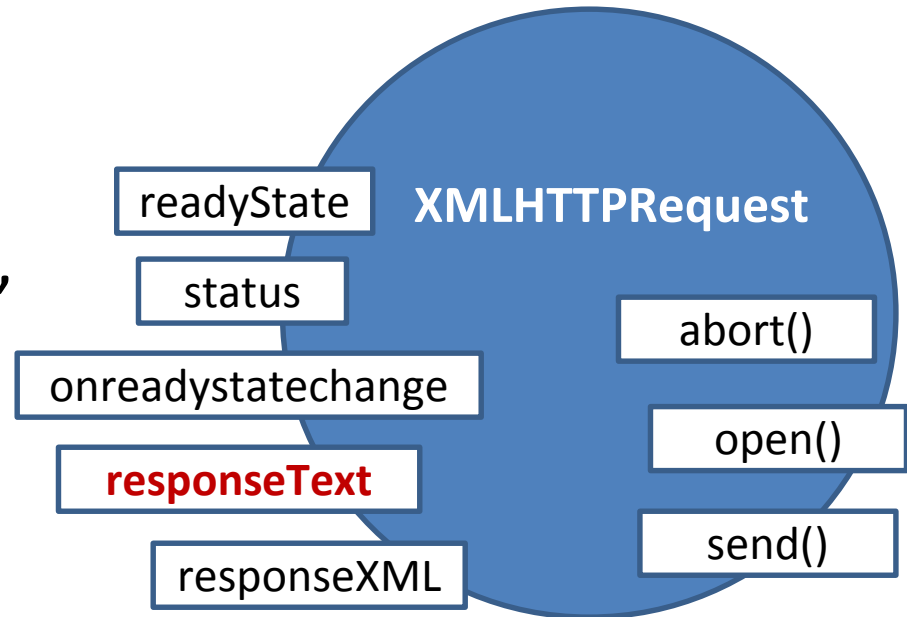 XMLHTTPRequest
readyState
status
onreadystatechange
responseText
responseXML
abort()
open()
send()